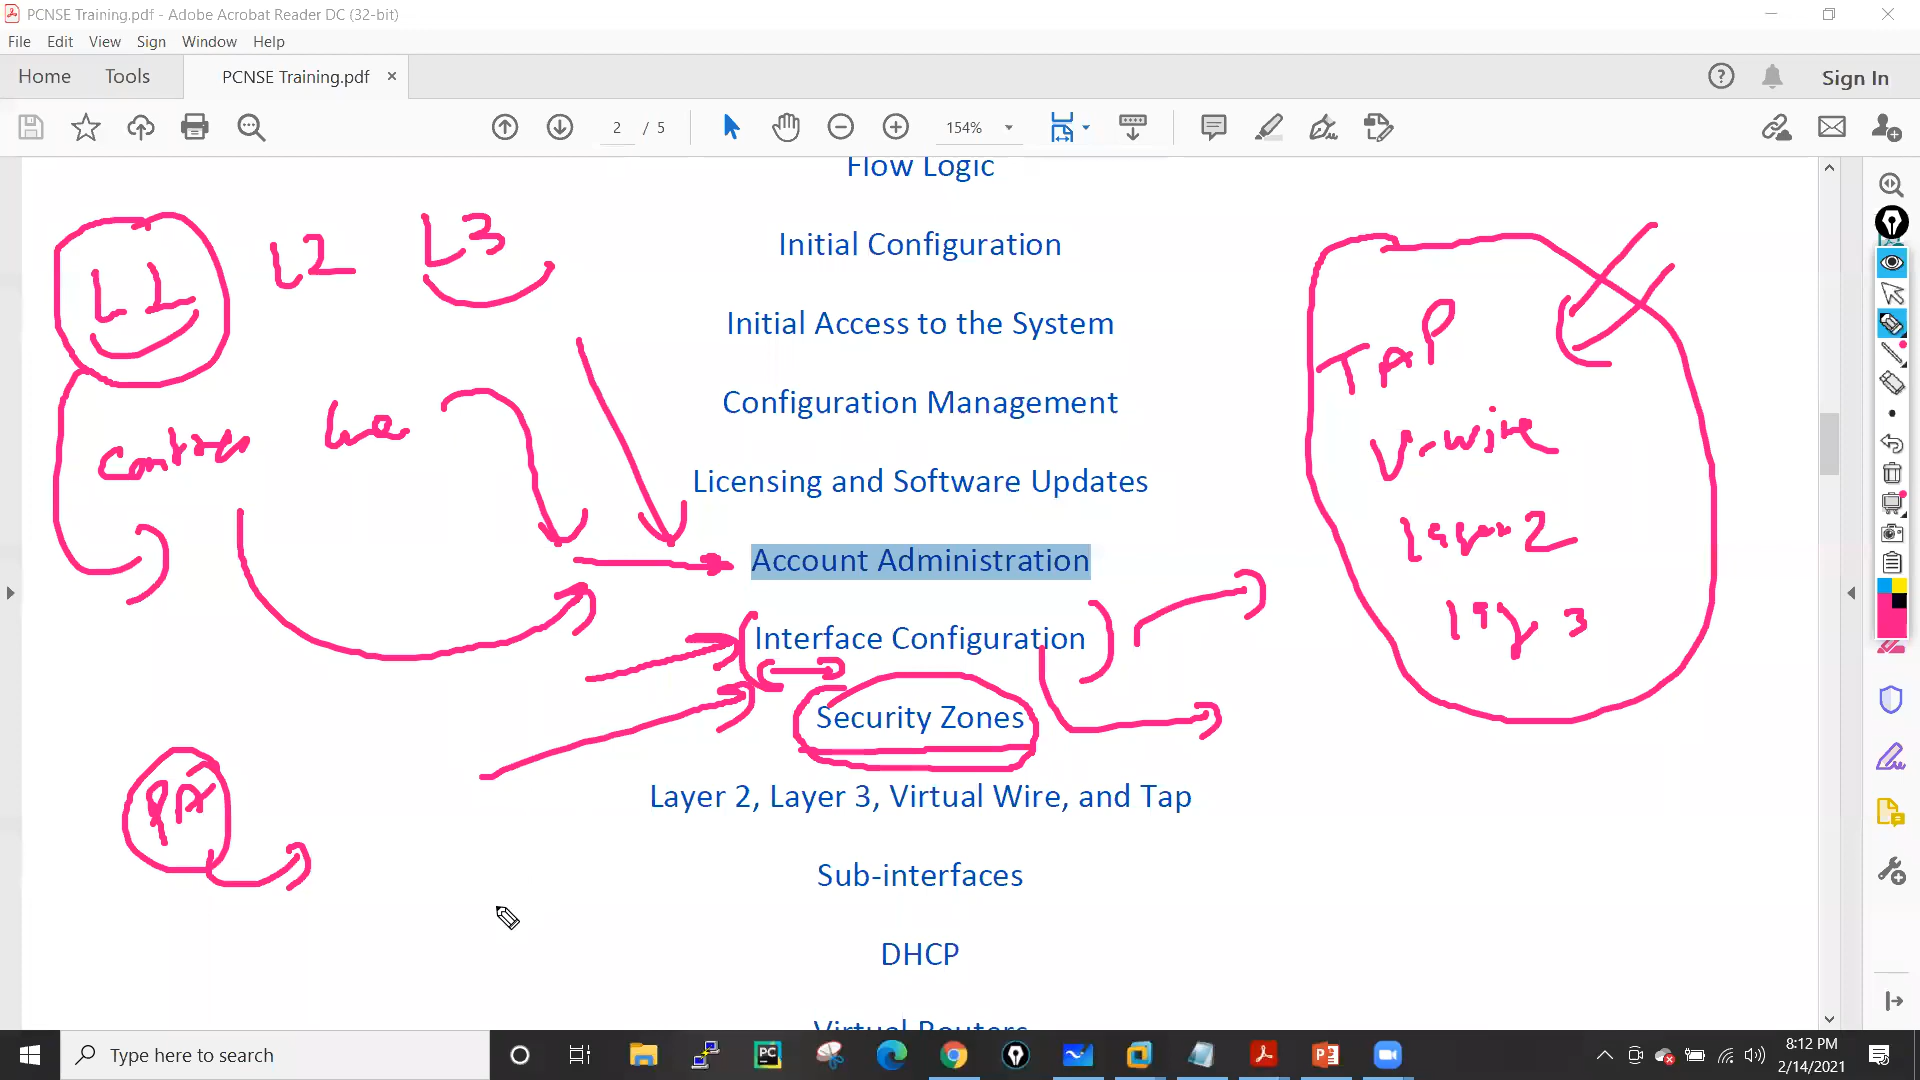 PCNSE Training.pdf - Adobe Acrobat Reader DC (32-bit)
File Edit View Sign Window Help
Home Tools PCNSE Training.pdf × Sign In
2 / 5 154%
Flow Logic
Initial Configuration
Initial Access to the System
Configuration Management
Licensing and Software Updates
Account Administration
Interface Configuration
Security Zones
Layer 2, Layer 3, Virtual Wire, and Tap
Sub-interfaces
DHCP
Virtual Routers
L1 L2 L3
PA
TAP
V-wire
Layer 2
Type here to search
8:12 PM
2/14/2021